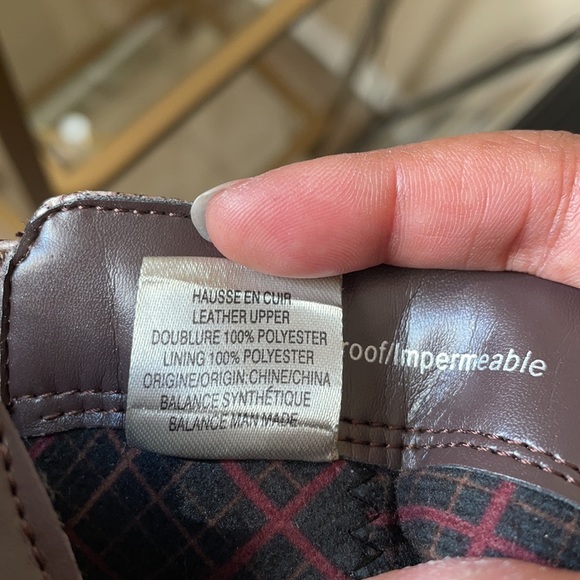 HAUSSE EN CUIR
LEATHER UPPER
DOUBLURE 100% POLYESTER
LINING 100% POLYESTER
ORIGINE/ORIGIN:CHINE/CHINA
BALANCE SYNTHÉTIQUE
BALANCE MAN MADE
roof/Impermeable